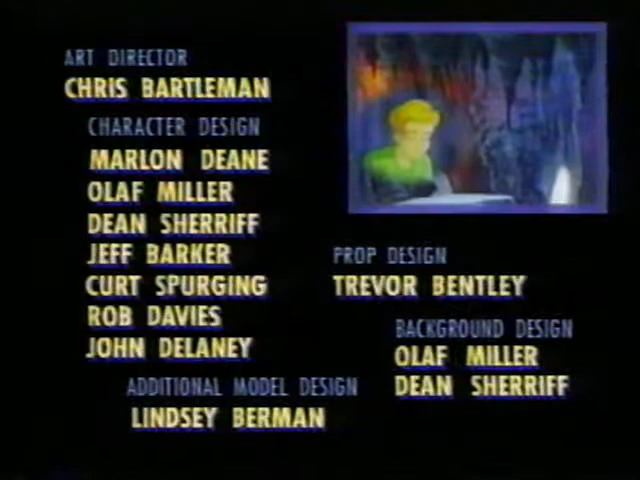 ART DIRECTOR
CHRIS BARTLEMAN
CHARACTER DESIGN
MARLON DEANE
OLAF MILLER
DEAN SHERRIFF
JEFF BARKER
CURT SPURGING
ROB DAVIES
JOHN DELANEY
ADDITIONAL MODEL DESIGN
LINDSEY BERMAN
PROP DESIGN
TREVOR BENTLEY
BACKGROUND DESIGN
OLAF MILLER
DEAN SHERRIFF